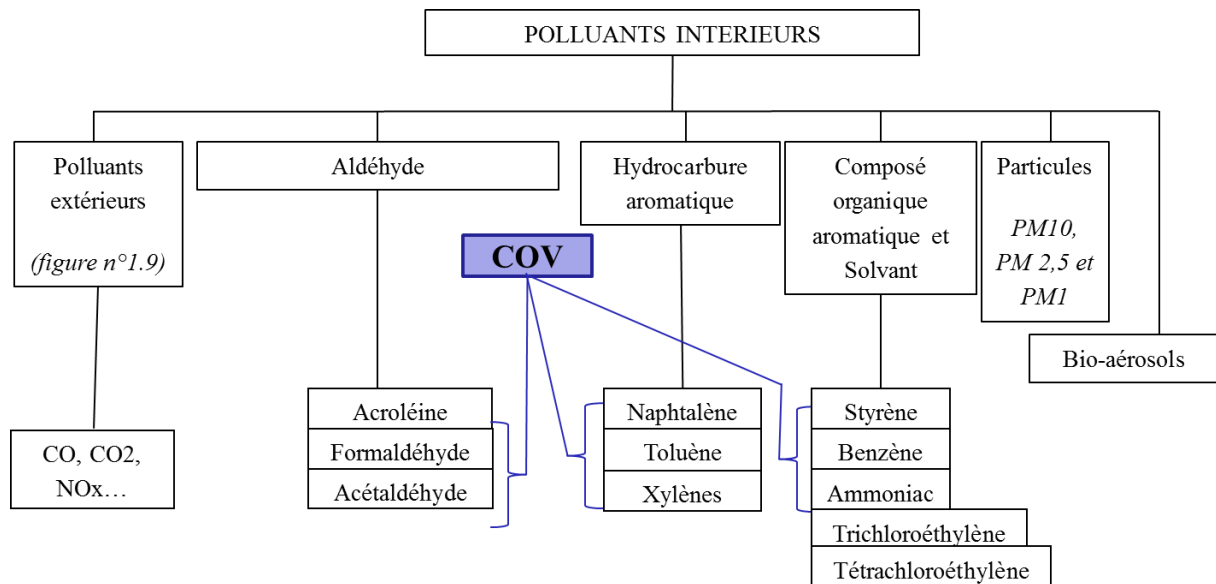 POLLUANTS INTERIEURS
Polluants
extérieurs
(figure n°1.9)
Aldéhyde
Hydrocarbure
aromatique
Composé
organique
aromatique et
Solvant
Particules
PM10,
PM 2,5 et
PM1
COV
Bio-aérosols
CO, CO2,
NOx…
Acroléine
Formaldéhyde
Acétaldéhyde
Naphtalène
Toluène
Xylènes
Styrène
Benzène
Ammoniac
Trichloroéthylène
Tétrachloroéthylène